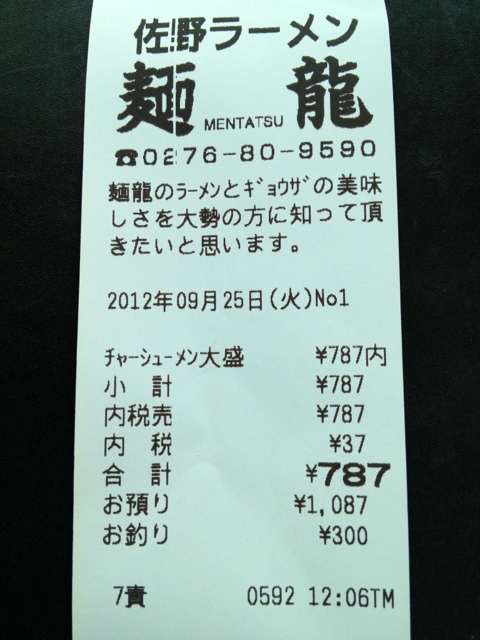 佐野ラーメン
麺龍
MENTATSU
☎0276-80-9590
麺龍のﾗｰﾒﾝとｷﾞｮｳｻﾞの美味
しさを大勢の方に知って頂
きたいと思います。
2012年09月25日(火)No1
ﾁｬｰｼｭｰﾒﾝ大盛 ¥787内
小 計 ¥787
内税売 ¥787
内 税 ¥37
合 計 ¥787
お預り ¥1,087
お釣り ¥300
7責 0592 12:06TM